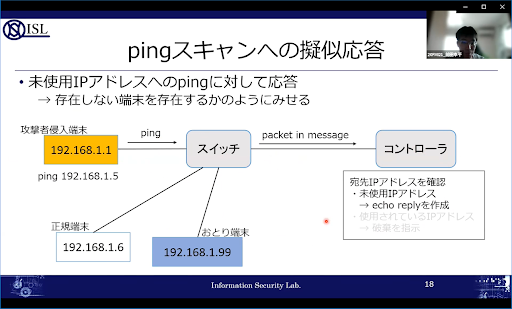 ISL
pingスキャンへの擬似応答
• 未使用IPアドレスへのpingに対して応答
→ 存在しない端末を存在するかのようにみせる
攻撃者侵入端末
192.168.1.1
ping
スイッチ
packet in message
コントローラ
ping 192.168.1.5
宛先IPアドレスを確認
・未使用IPアドレス
→ echo replyを作成
・使用されているIPアドレス
→ 破棄を指示
正規端末
192.168.1.6
おとり端末
192.168.1.99
Information Security Lab.
18